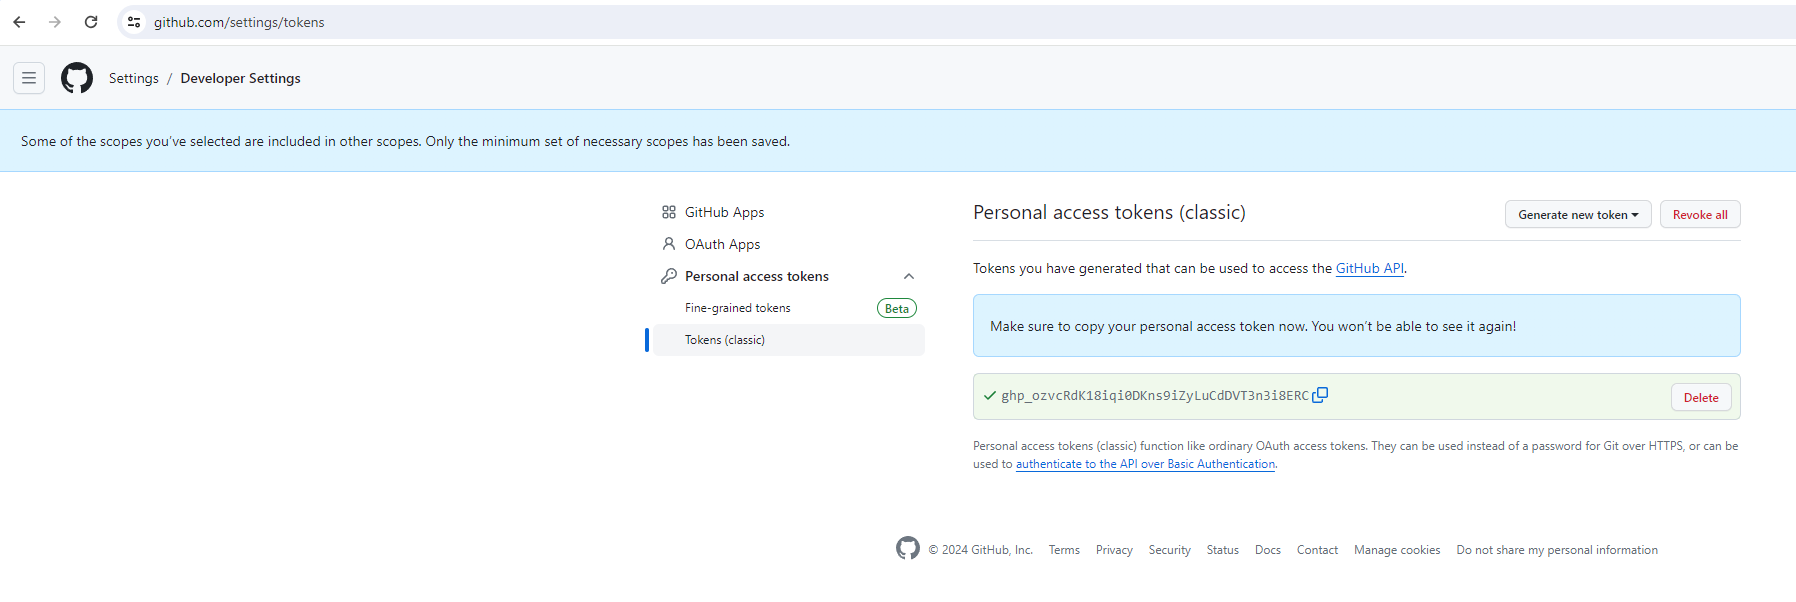 github.com/settings/tokens
Settings / Developer Settings
Some of the scopes you've selected are included in other scopes. Only the minimum set of necessary scopes has been saved.
GitHub Apps
OAuth Apps
Personal access tokens
Fine-grained tokens Beta
Tokens (classic)
Personal access tokens (classic) Generate new token Revoke all
Tokens you have generated that can be used to access the GitHub API.
Make sure to copy your personal access token now. You won't be able to see it again!
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 Delete
Personal access tokens (classic) function like ordinary OAuth access tokens. They can be used instead of a password for Git over HTTPS, or can be
used to authenticate to the API over Basic Authentication.
© 2024 GitHub, Inc. Terms Privacy Security Status Docs Contact Manage cookies Do not share my personal information